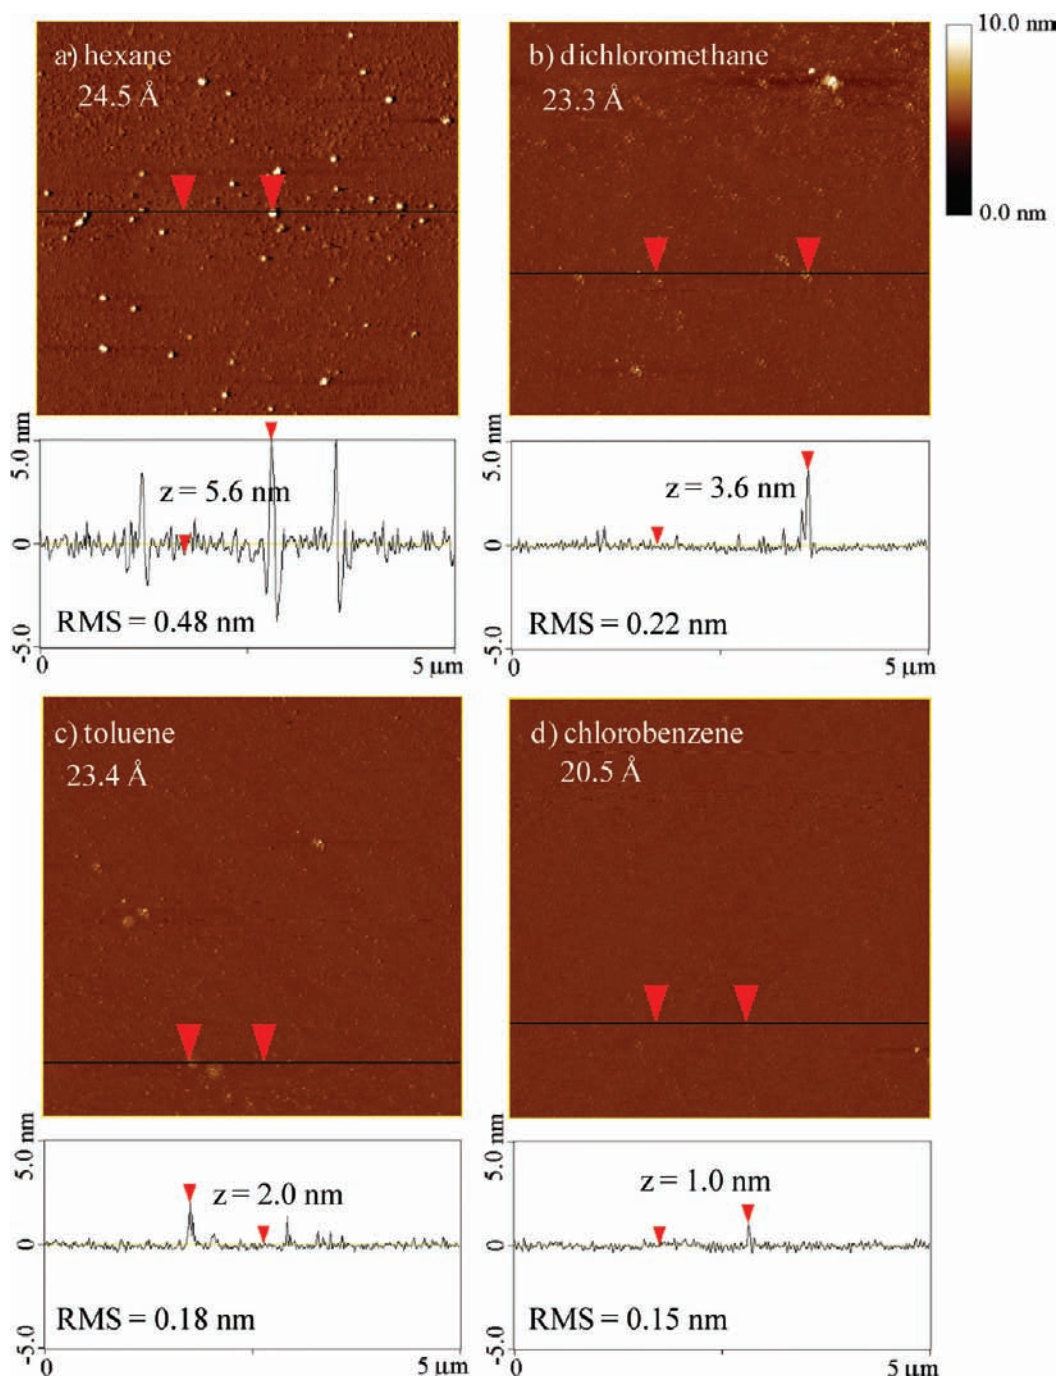 a) hexane
24.5 Å
b) dichloromethane
23.3 Å
10.0 nm
0.0 nm
5.0 nm
0
-5.0
z = 5.6 nm
RMS = 0.48 nm
0
5 µm
5.0 nm
0
-5.0
z = 3.6 nm
RMS = 0.22 nm
0
5 µm
c) toluene
23.4 Å
d) chlorobenzene
20.5 Å
5.0 nm
0
-5.0
z = 2.0 nm
RMS = 0.18 nm
0
5 µm
5.0 nm
0
-5.0
z = 1.0 nm
RMS = 0.15 nm
0
5 µm